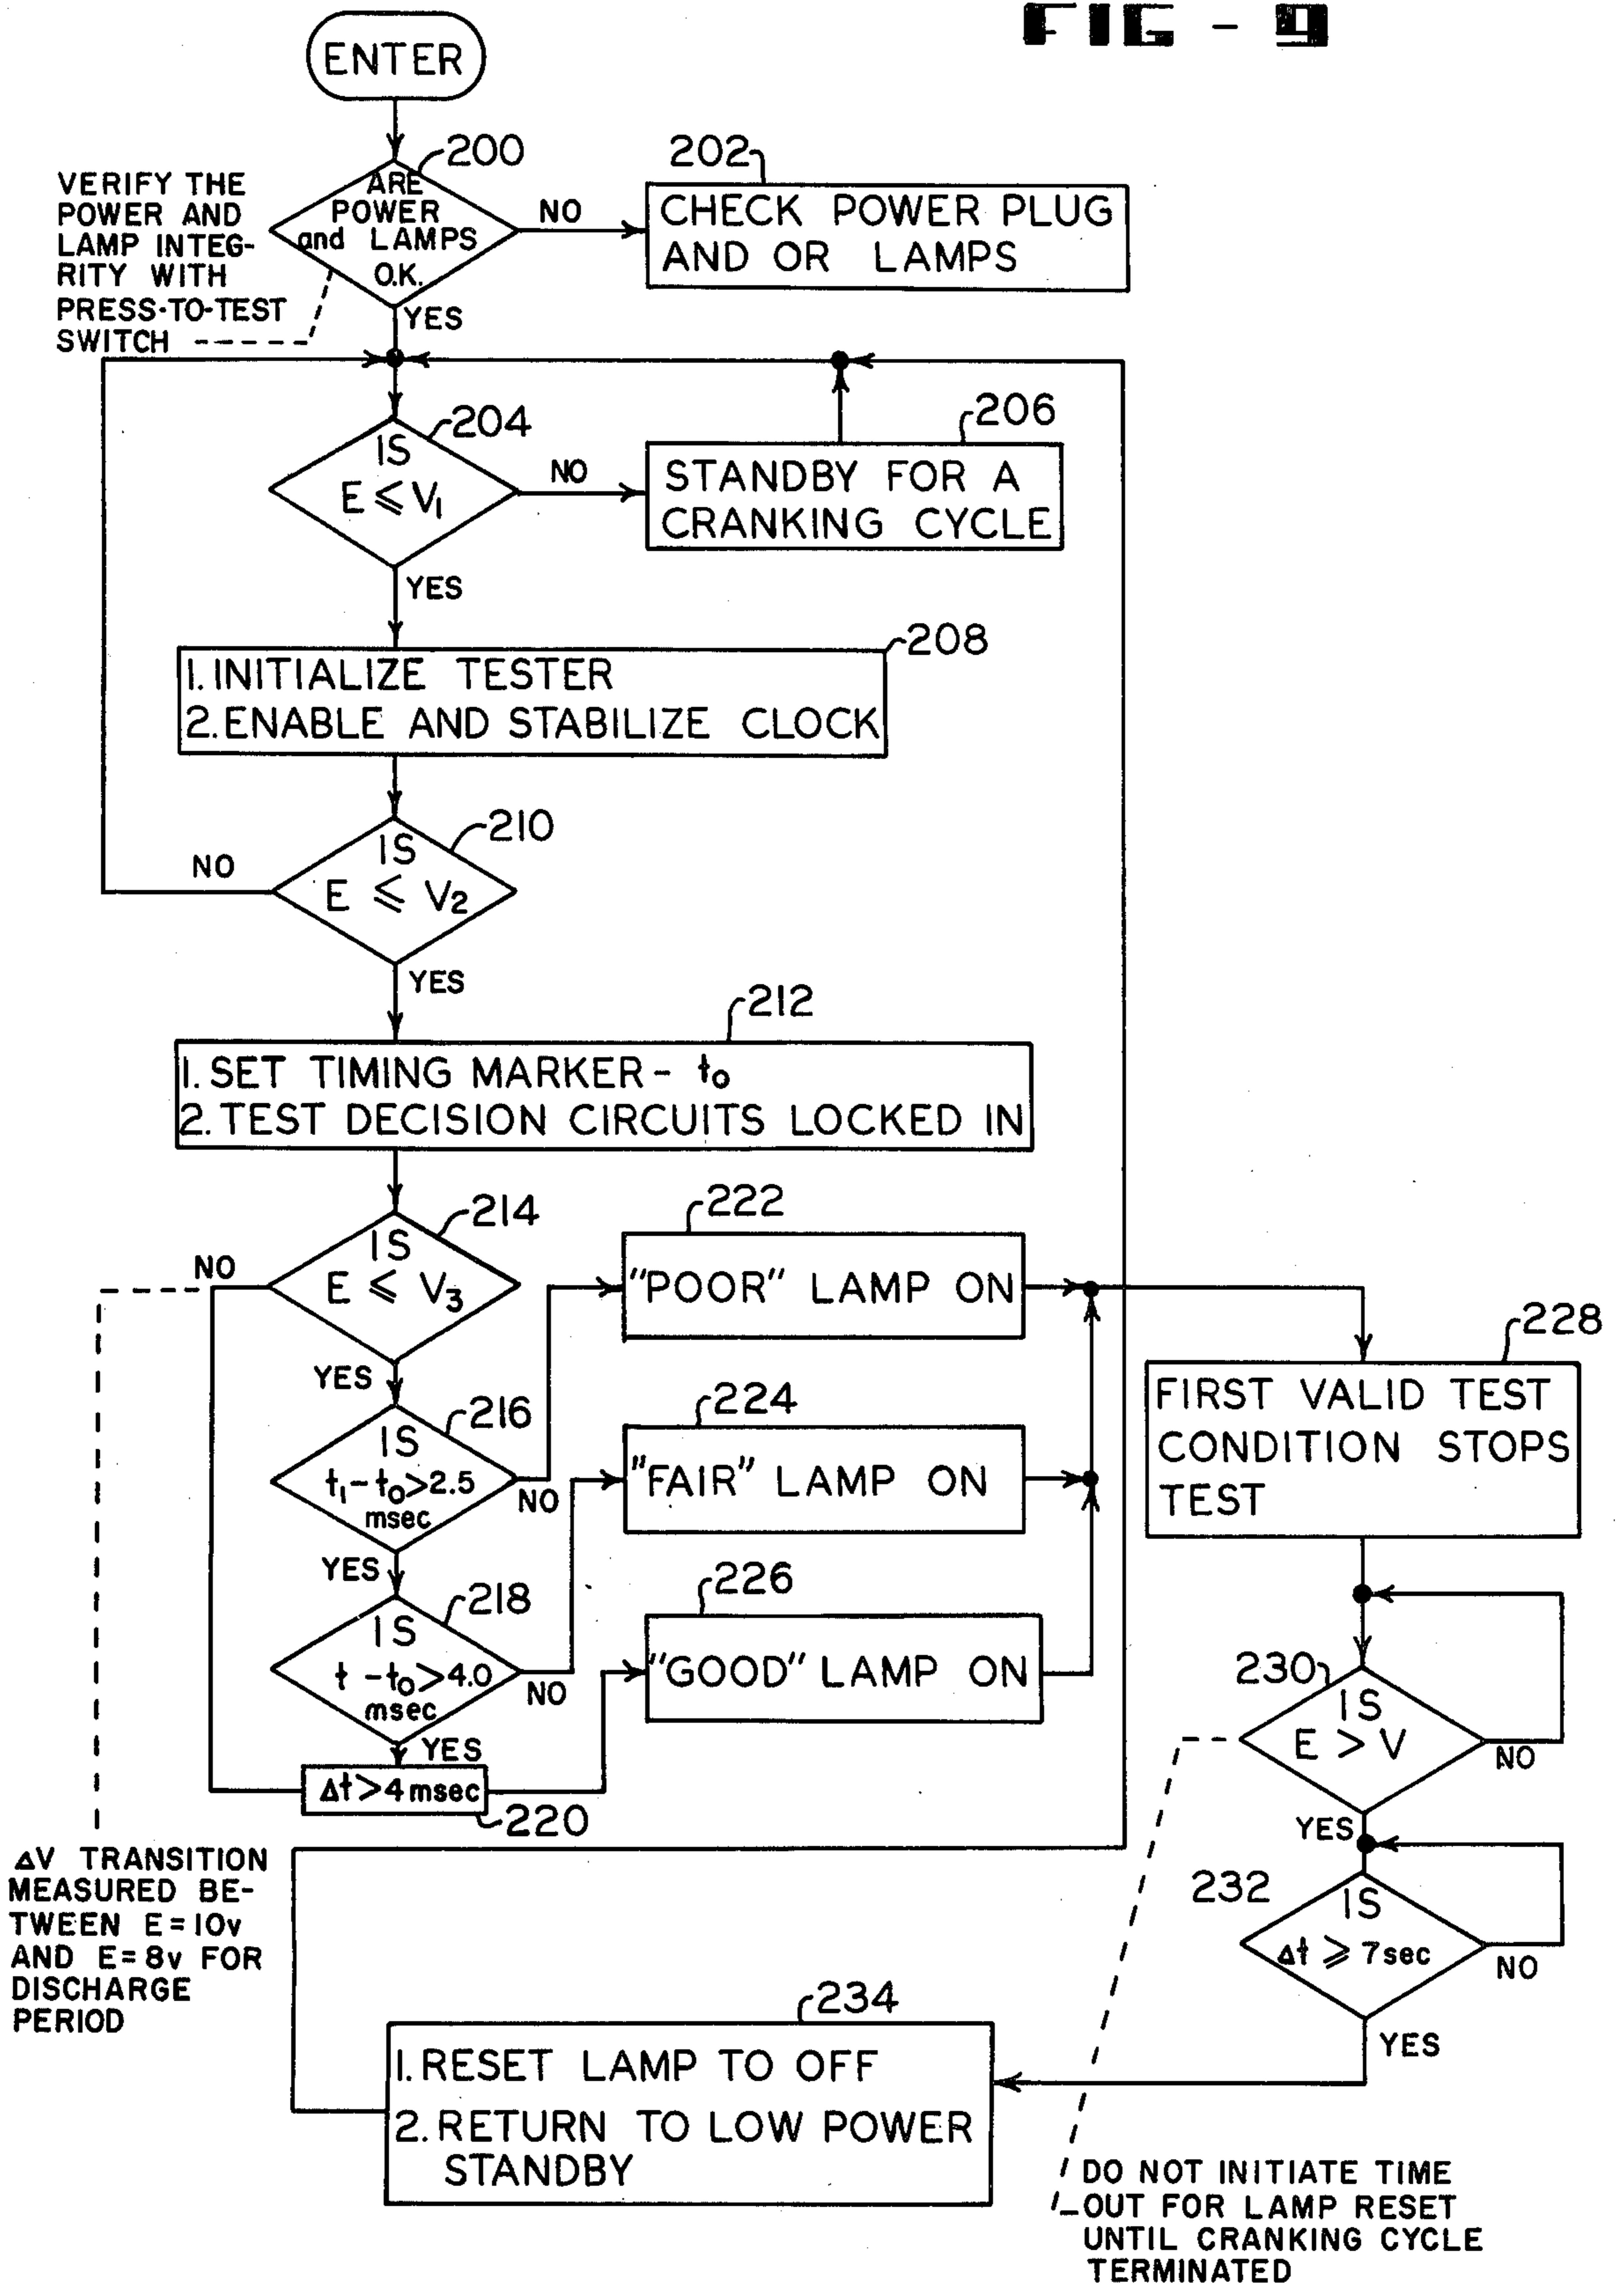 FIG - 9
ENTER
200
ARE
POWER
and LAMPS
O.K.
VERIFY THE
POWER AND
LAMP INTEG-
RITY WITH
PRESS-TO-TEST
SWITCH
NO
202
CHECK POWER PLUG
AND OR LAMPS
YES
204
IS
E ⩽ V1
NO
206
STANDBY FOR A
CRANKING CYCLE
YES
208
1. INITIALIZE TESTER
2. ENABLE AND STABILIZE CLOCK
210
IS
E ⩽ V2
NO
YES
212
1. SET TIMING MARKER - t0
2. TEST DECISION CIRCUITS LOCKED IN
214
IS
E ⩽ V3
NO
YES
216
IS
t1 - t0 > 2.5
msec
NO
YES
218
IS
t - t0 > 4.0
msec
NO
YES
Δt > 4 msec
220
222
"POOR" LAMP ON
224
"FAIR" LAMP ON
226
"GOOD" LAMP ON
228
FIRST VALID TEST
CONDITION STOPS
TEST
230
IS
E > V
NO
YES
232
IS
Δt ⩾ 7sec
NO
YES
ΔV TRANSITION
MEASURED BE-
TWEEN E=10v
AND E=8v FOR
DISCHARGE
PERIOD
234
1. RESET LAMP TO OFF
2. RETURN TO LOW POWER
STANDBY
DO NOT INITIATE TIME
OUT FOR LAMP RESET
UNTIL CRANKING CYCLE
TERMINATED